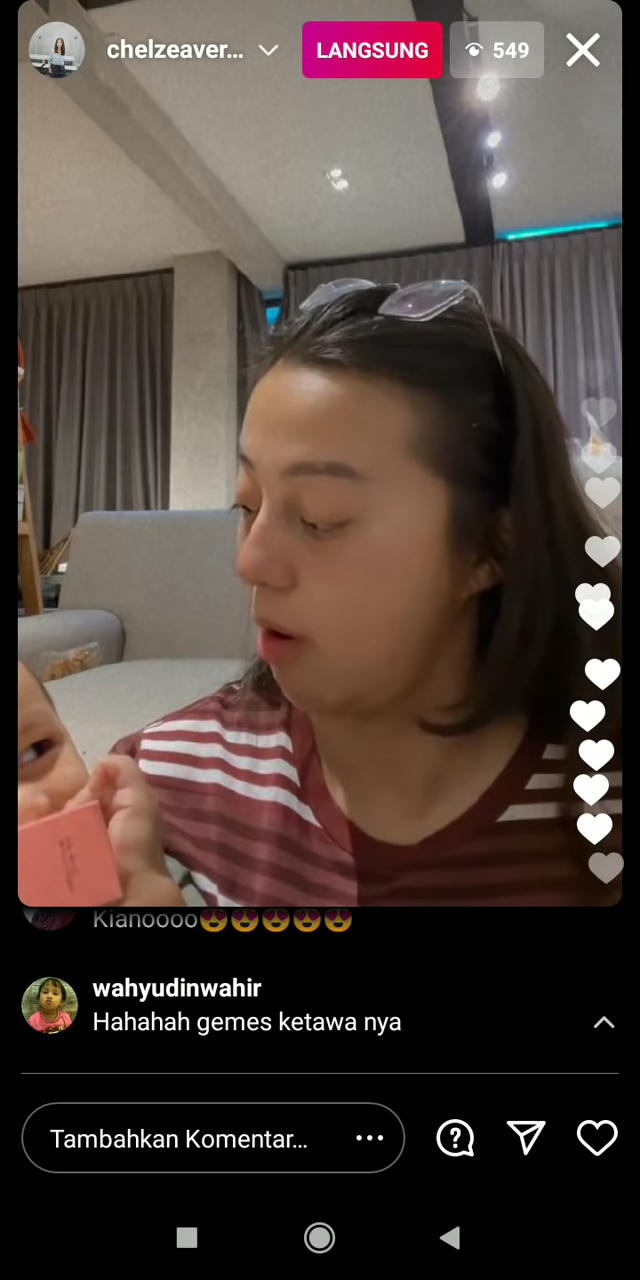 chelzeaver...
LANGSUNG
549
Kianoooo😍😍😍😍😍
wahyudinwahir
Hahahah gemes ketawa nya
Tambahkan Komentar...